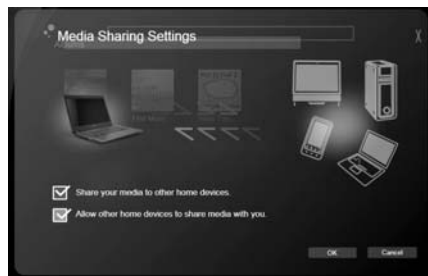 Media Sharing Settings
X
Share your media to other home devices.
Allow other home devices to share media with you.
OK
Cancel